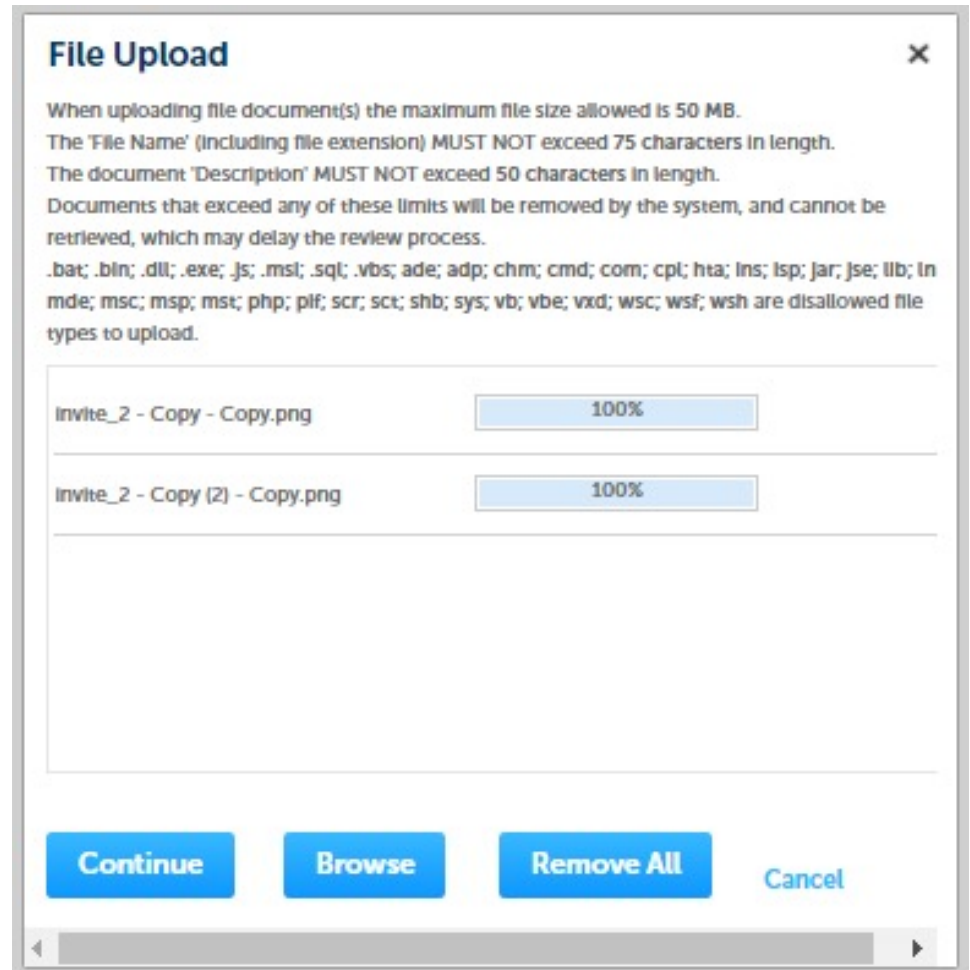 File Upload ×
When uploading file document(s) the maximum file size allowed is 50 MB.
The 'File Name' (including file extension) MUST NOT exceed 75 characters in length.
The document 'Description' MUST NOT exceed 50 characters in length.
Documents that exceed any of these limits will be removed by the system, and cannot be
retrieved, which may delay the review process.
.bat; .bin; .dll; .exe; .js; .msi; .sql; .vbs; ade; adp; chm; cmd; com; cpl; hta; ins; isp; jar; jse; lib; ln
mde; msc; msp; mst; php; pif; scr; sct; shb; sys; vb; vbe; vxd; wsc; wsf; wsh are disallowed file
types to upload.
invite_2 - Copy - Copy.png 100%
invite_2 - Copy (2) - Copy.png 100%
Continue Browse Remove All Cancel